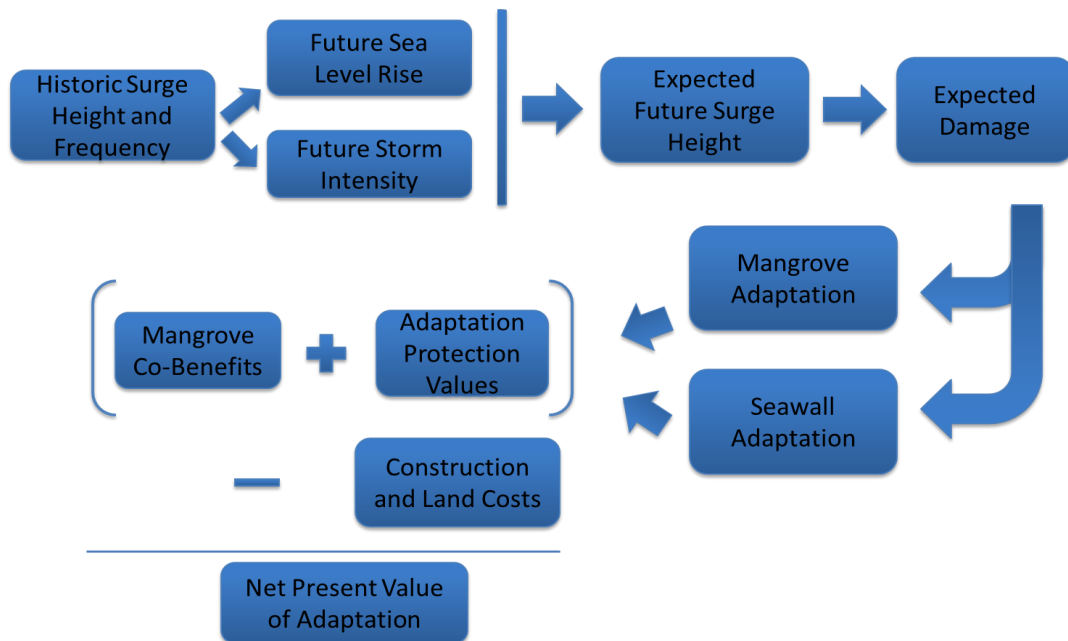 Historic Surge
Height and
Frequency
Future Sea
Level Rise
Future Storm
Intensity
Expected
Future Surge
Height
Expected
Damage
Mangrove
Adaptation
Seawall
Adaptation
Mangrove
Co-Benefits
Adaptation
Protection
Values
Construction
and Land Costs
Net Present Value
of Adaptation